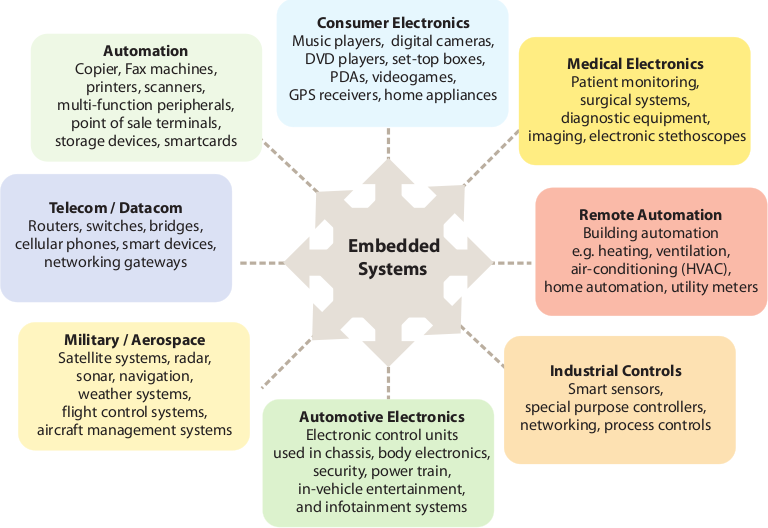 Consumer Electronics
Music players, digital cameras,
DVD players, set-top boxes,
PDAs, videogames,
GPS receivers, home appliances
Automation
Copier, Fax machines,
printers, scanners,
multi-function peripherals,
point of sale terminals,
storage devices, smartcards
Medical Electronics
Patient monitoring,
surgical systems,
diagnostic equipment,
imaging, electronic stethoscopes
Telecom / Datacom
Routers, switches, bridges,
cellular phones, smart devices,
networking gateways
Embedded
Systems
Remote Automation
Building automation
e.g. heating, ventilation,
air-conditioning (HVAC),
home automation, utility meters
Military / Aerospace
Satellite systems, radar,
sonar, navigation,
weather systems,
flight control systems,
aircraft management systems
Automotive Electronics
Electronic control units
used in chassis, body electronics,
security, power train,
in-vehicle entertainment,
and infotainment systems
Industrial Controls
Smart sensors,
special purpose controllers,
networking, process controls